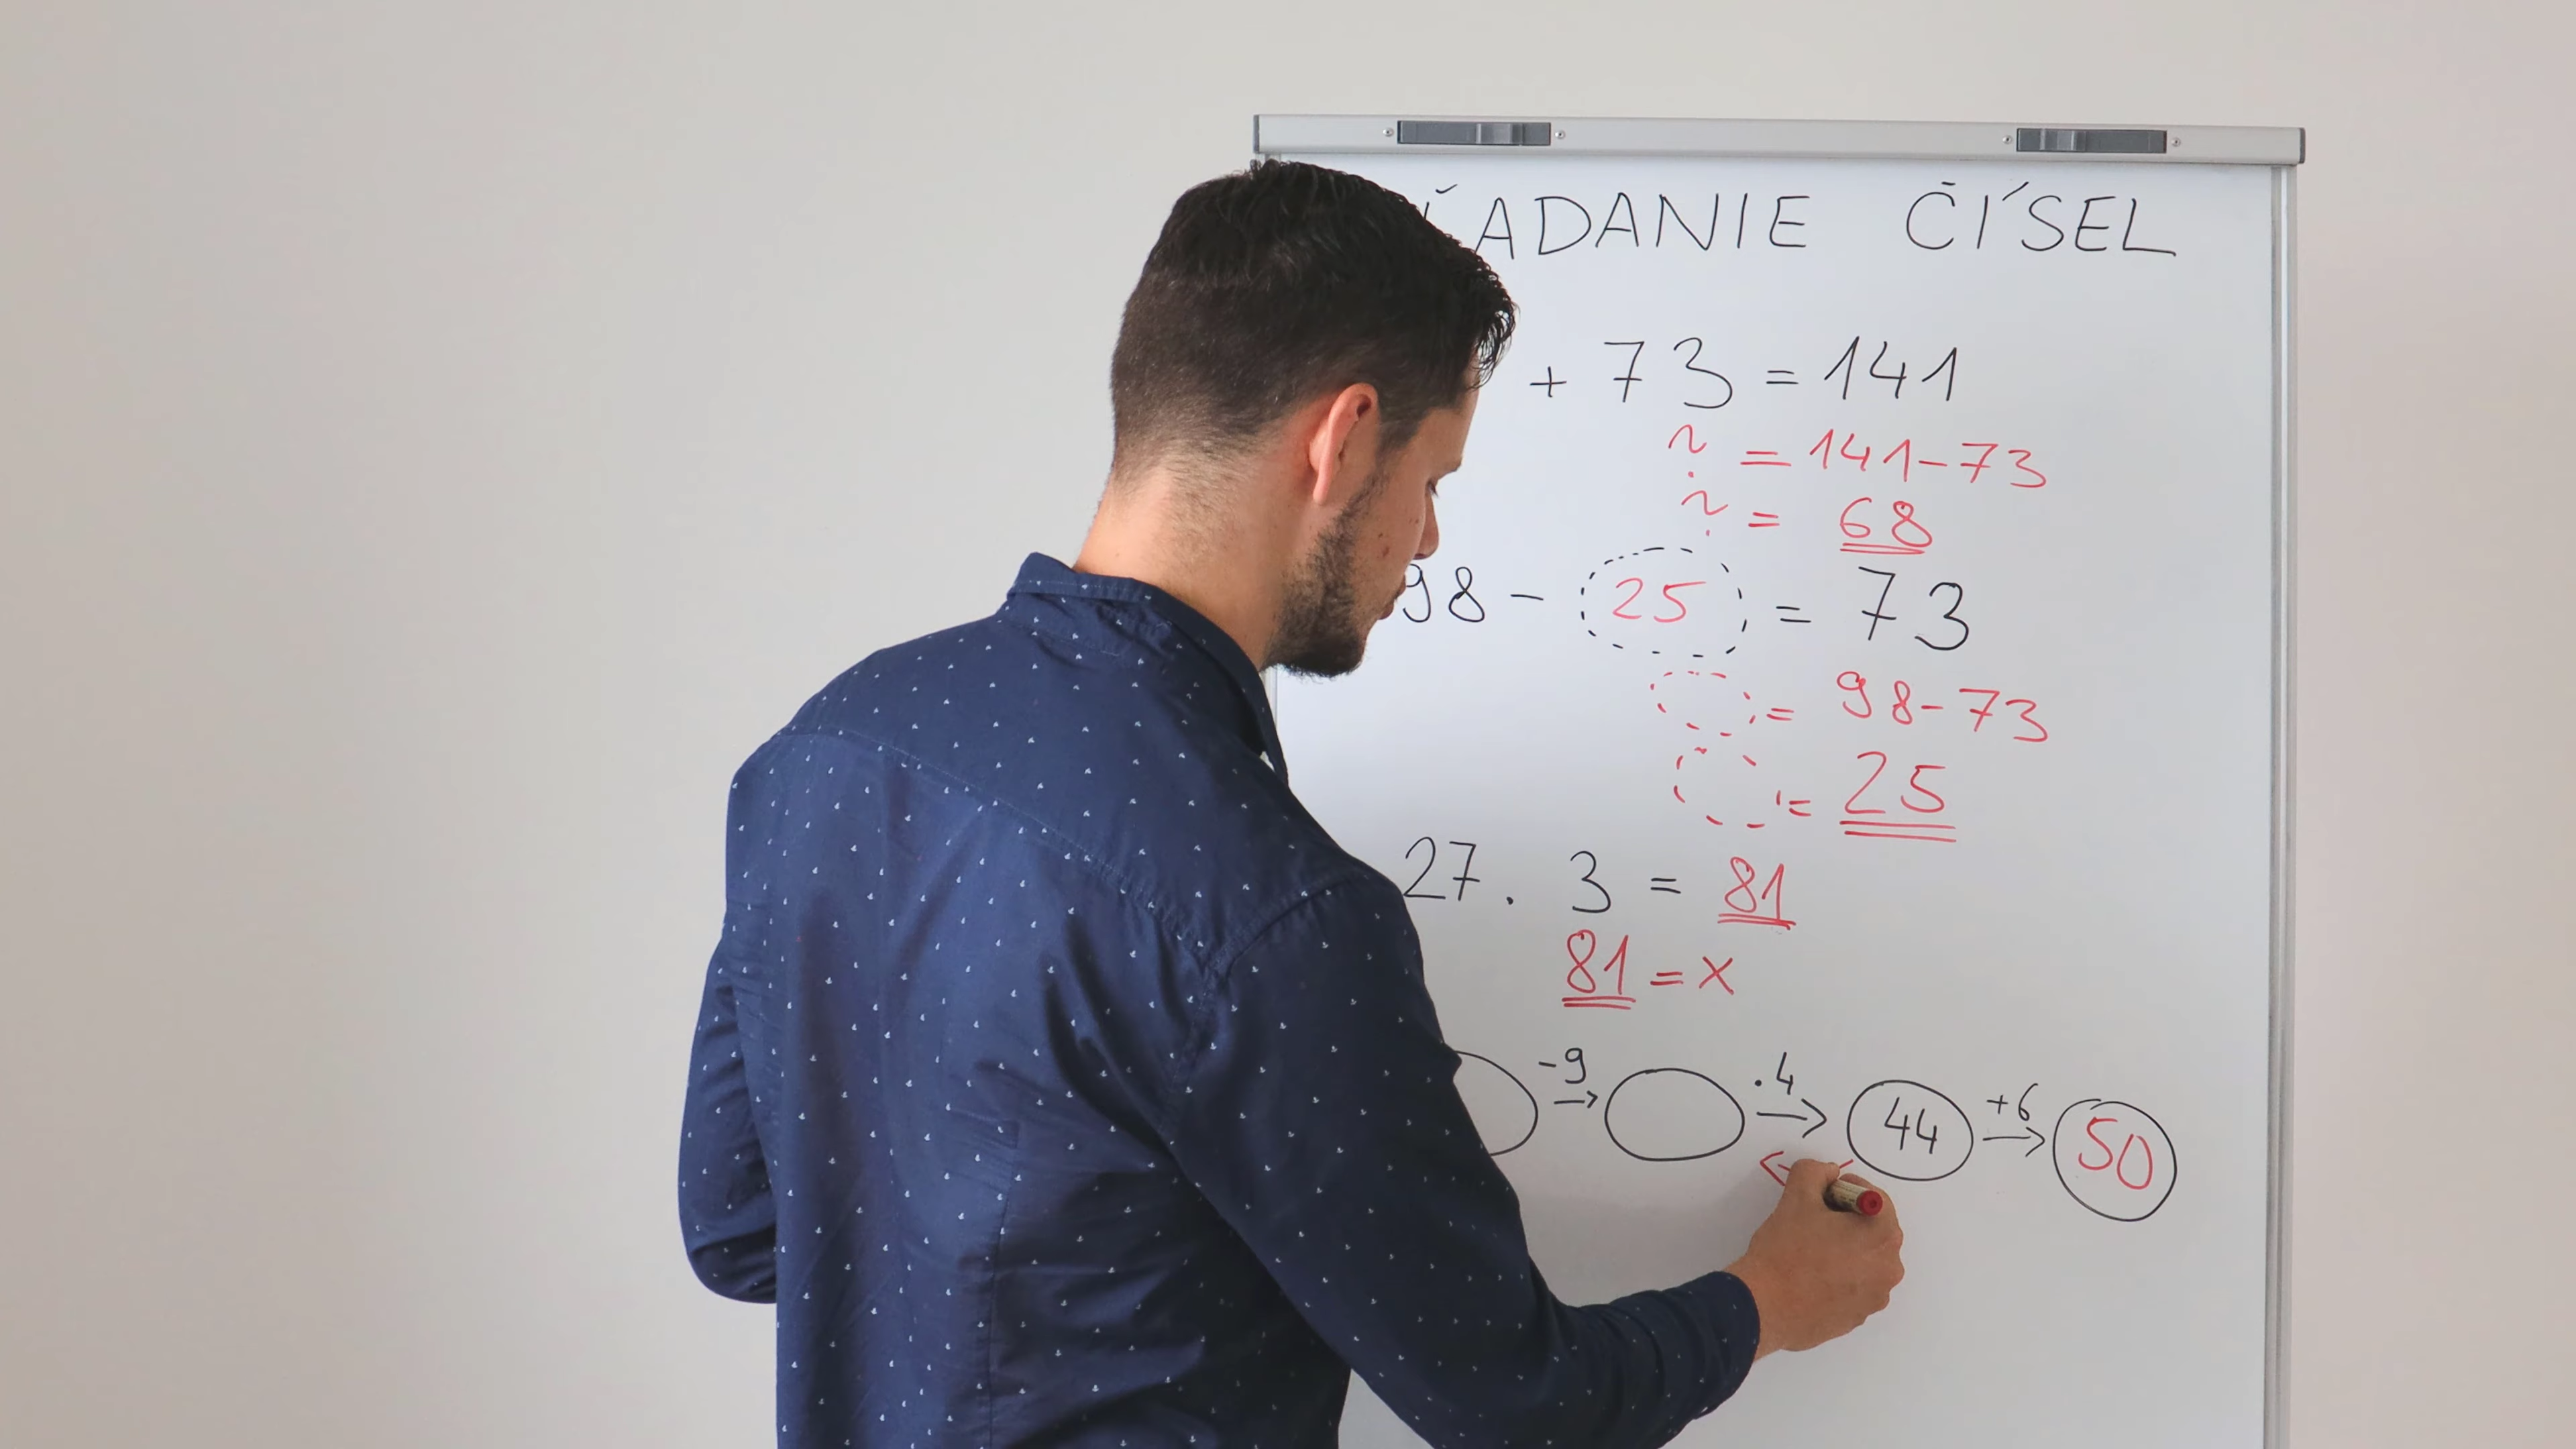 ČÍSEL
+ 73 = 141
? = 141-73
? = 68
98 - 25 = 73
= 98-73
= 25
27 . 3 = 81
81 = x
-9 .4 44 +6 50